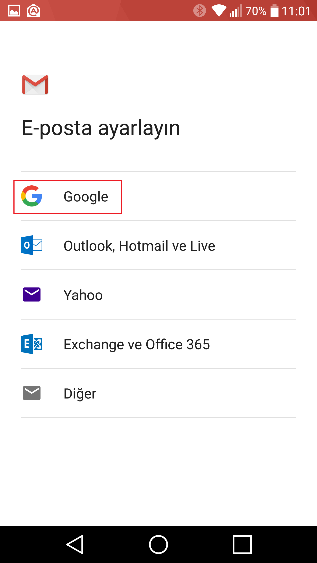 70% 11:01
E-posta ayarlayın
Google
Outlook, Hotmail ve Live
Yahoo
Exchange ve Office 365
Diğer